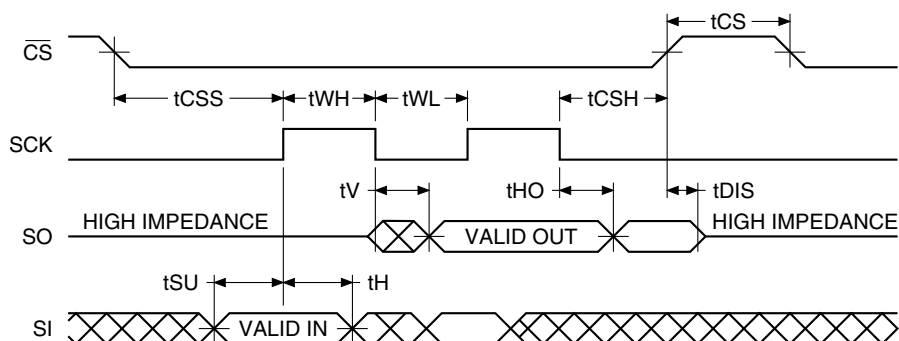 tCS
CS
tCSS tWH tWL tCSH
SCK
tV tHO tDIS
HIGH IMPEDANCE HIGH IMPEDANCE
SO VALID OUT
tSU tH
SI VALID IN